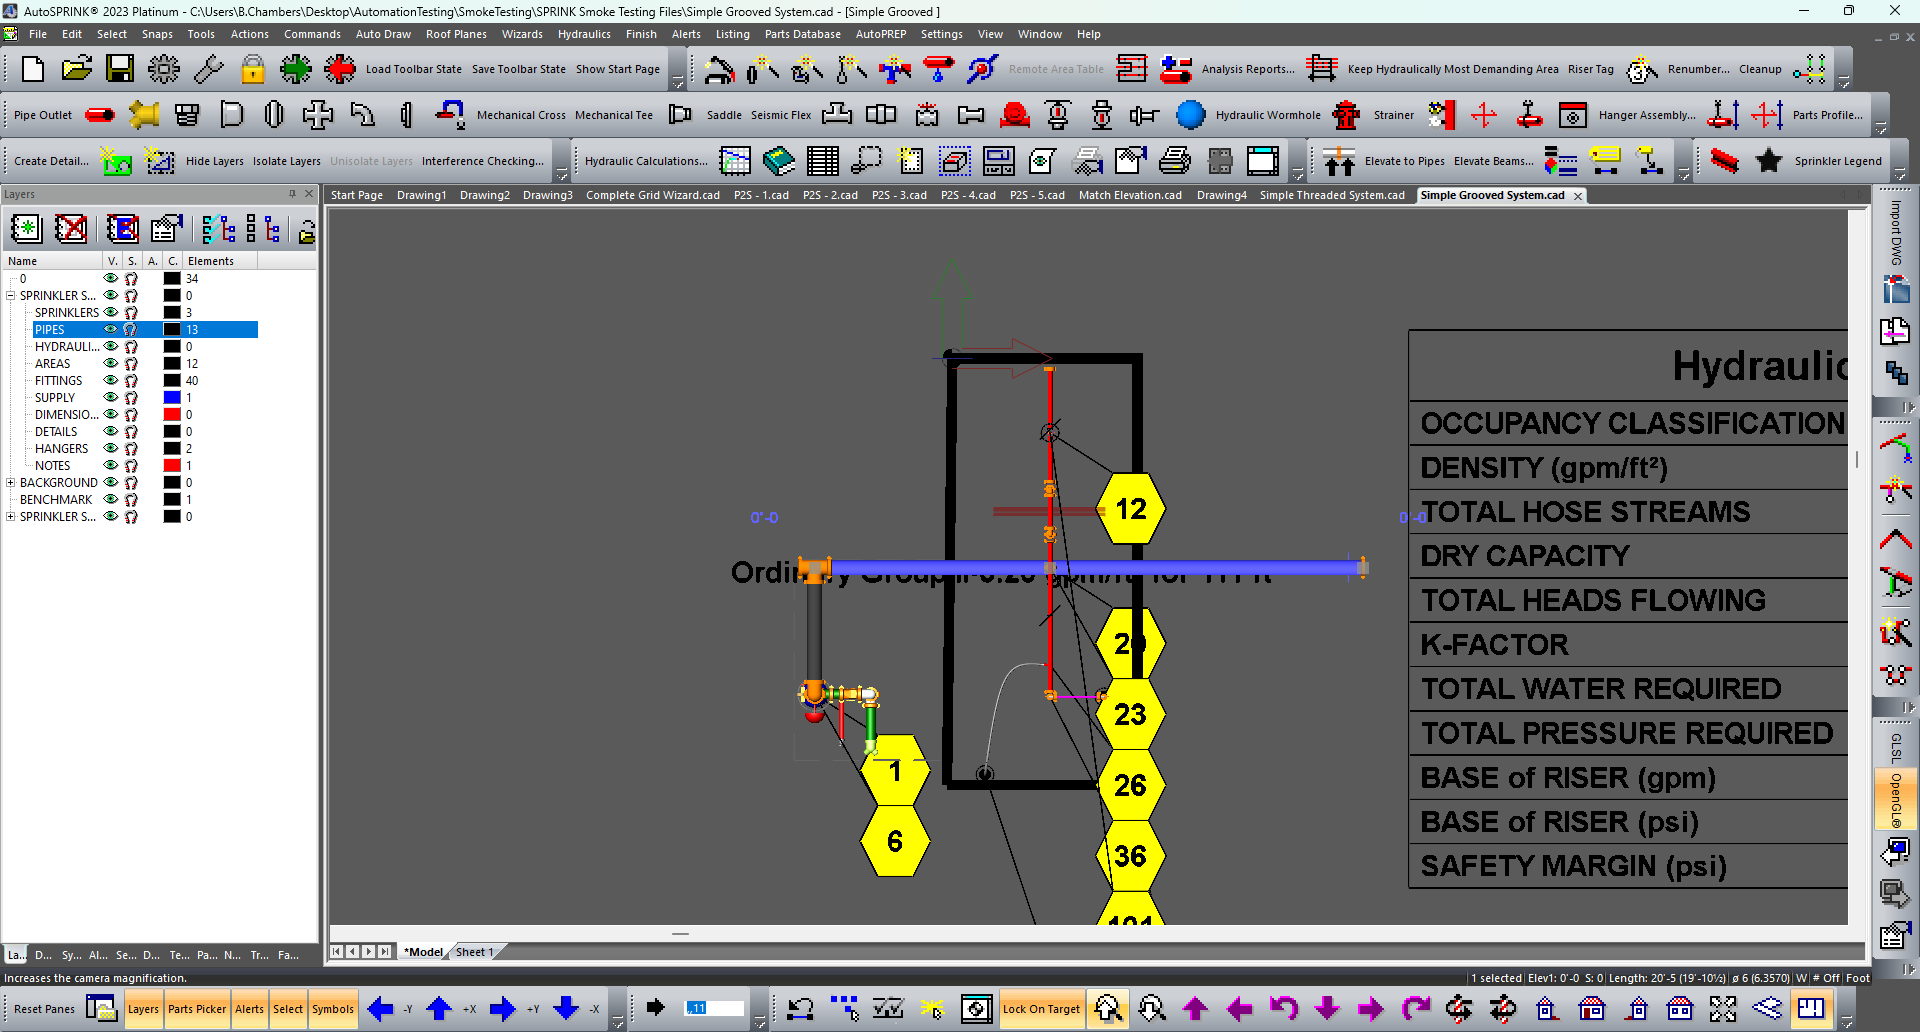 AutoSPRINK® 2023 Platinum - C:\Users\B.Chambers\Desktop\AutomationTesting\SmokeTesting\SPRINK Smoke Testing Files\Simple Grooved System.cad - [Simple Grooved ]
File Edit Select Snaps Tools Actions Commands Auto Draw Roof Planes Wizards Hydraulics Finish Alerts Listing Parts Database AutoPREP Settings View Window Help
Load Toolbar State Save Toolbar State Show Start Page Remote Area Table Analysis Reports... Keep Hydraulically Most Demanding Area Riser Tag Renumber... Cleanup
Pipe Outlet Mechanical Cross Mechanical Tee Saddle Seismic Flex Hydraulic Wormhole Strainer Hanger Assembly... Parts Profile...
Create Detail... Hide Layers Isolate Layers Unisolate Layers Interference Checking... Hydraulic Calculations... Elevate to Pipes Elevate Beams... Sprinkler Legend
Layers
Start Page Drawing1 Drawing2 Drawing3 Complete Grid Wizard.cad P2S - 1.cad P2S - 2.cad P2S - 3.cad P2S - 4.cad P2S - 5.cad Match Elevation.cad Drawing4 Simple Threaded System.cad Simple Grooved System.cad
Name V. S. A. C. Elements
0 34
SPRINKLER S... 0
SPRINKLERS 3
PIPES 13
HYDRAULI... 0
AREAS 12
FITTINGS 40
SUPPLY 1
DIMENSIO... 0
DETAILS 0
HANGERS 2
NOTES 1
BACKGROUND 0
BENCHMARK 1
SPRINKLER S... 0
0'-0
0'-0
12
20
23
26
36
1
6
Hydraulic
OCCUPANCY CLASSIFICATION
DENSITY (gpm/ft²)
TOTAL HOSE STREAMS
DRY CAPACITY
TOTAL HEADS FLOWING
K-FACTOR
TOTAL WATER REQUIRED
TOTAL PRESSURE REQUIRED
BASE of RISER (gpm)
BASE of RISER (psi)
SAFETY MARGIN (psi)
Import DWG
GLSL
OpenGL®
La... D... Sy... Al... Se... D... Te... Pa... N... Tr... Fa...
*Model Sheet 1
Increases the camera magnification.
1 selected Elev1: 0'-0 S: 0 Length: 20'-5 (19'-10½) ø 6 (6.3570) W # Off Foot
Reset Panes Layers Parts Picker Alerts Select Symbols -Y +X +Y -X .,11 Lock On Target